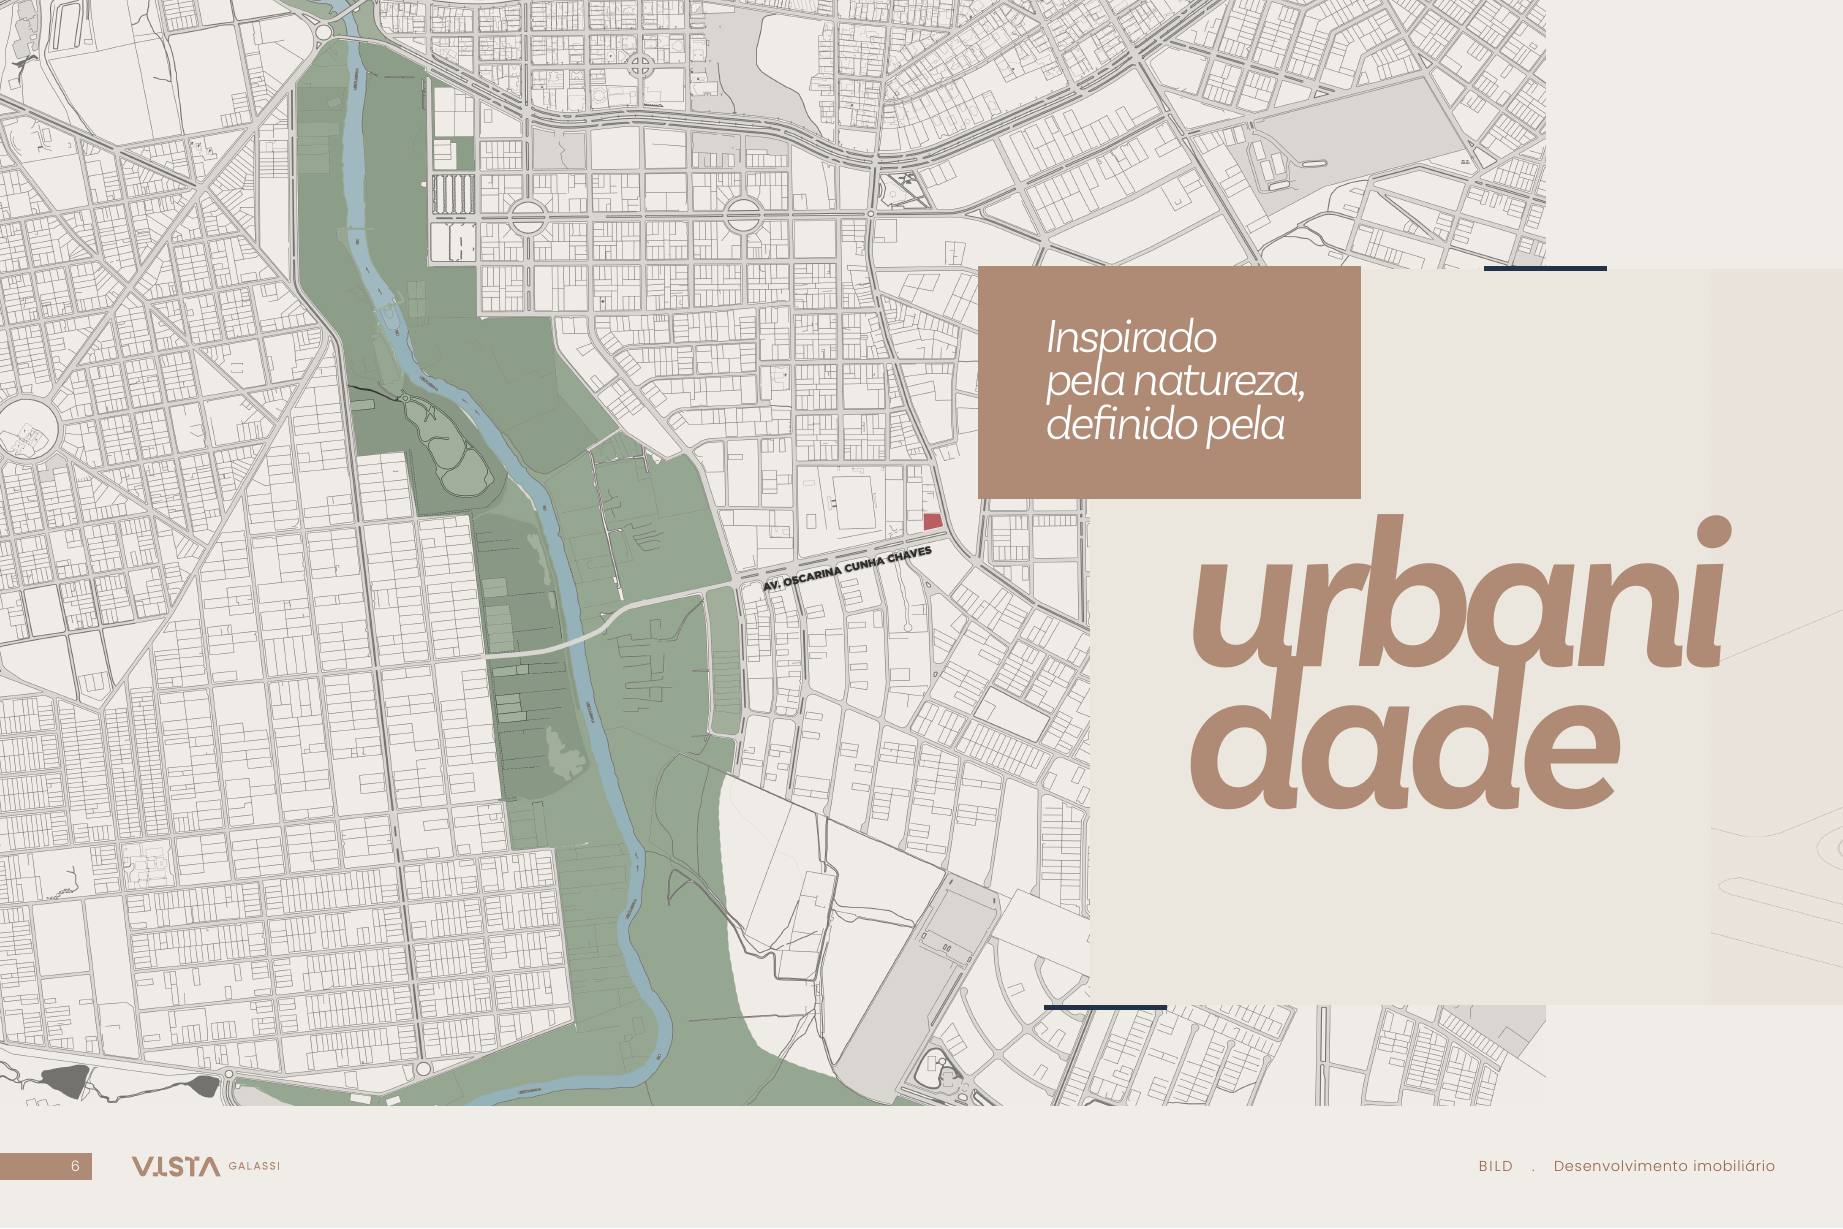 Inspirado
pela natureza,
definido pela
urbani
dade
AV. OSCARINA CUNHA CHAVES
6
VISTA GALASSI
BILD . Desenvolvimento imobiliário